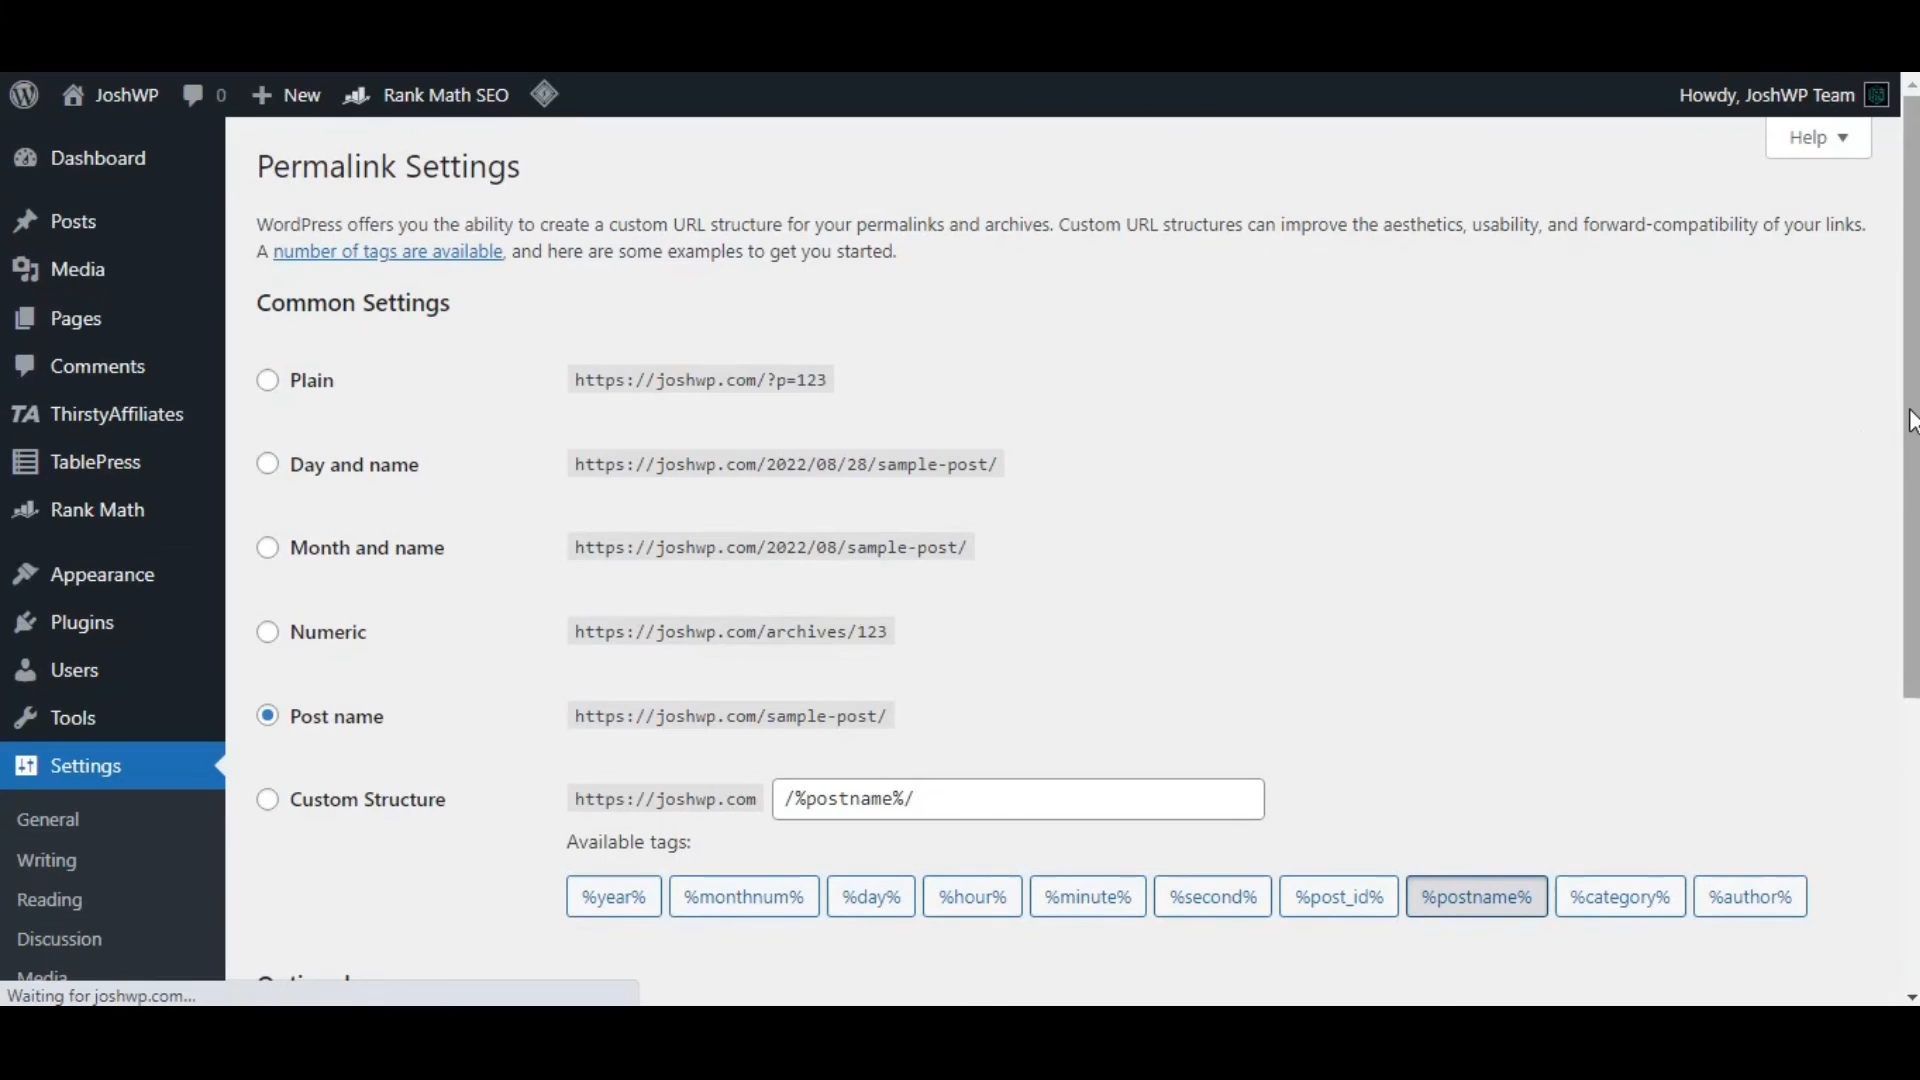 JoshWP 0 New Rank Math SEO Howdy, JoshWP Team
Help
Dashboard
Posts
Media
Pages
Comments
TA ThirstyAffiliates
TablePress
Rank Math
Appearance
Plugins
Users
Tools
Settings
General
Writing
Reading
Discussion
Media
Waiting for joshwp.com...
Permalink Settings
WordPress offers you the ability to create a custom URL structure for your permalinks and archives. Custom URL structures can improve the aesthetics, usability, and forward-compatibility of your links.
A number of tags are available, and here are some examples to get you started.
Common Settings
Plain https://joshwp.com/?p=123
Day and name https://joshwp.com/2022/08/28/sample-post/
Month and name https://joshwp.com/2022/08/sample-post/
Numeric https://joshwp.com/archives/123
Post name https://joshwp.com/sample-post/
Custom Structure https://joshwp.com /%postname%/
Available tags:
%year% %monthnum% %day% %hour% %minute% %second% %post_id% %postname% %category% %author%
Optional